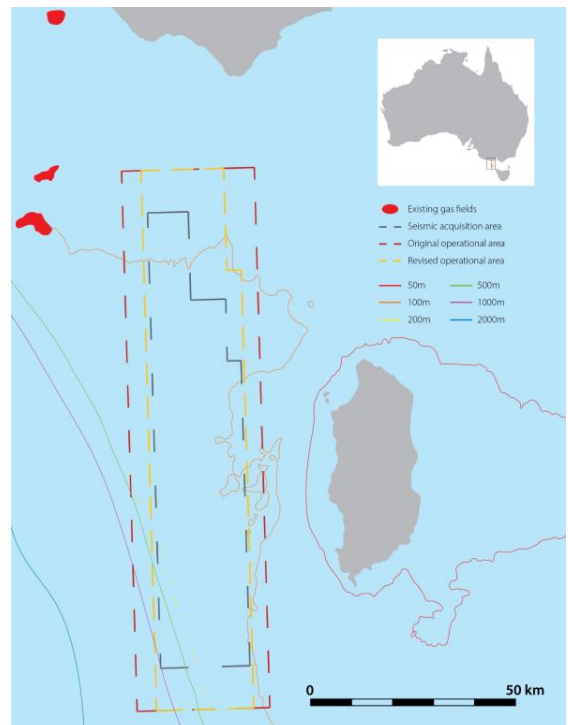 Existing gas fields
Seismic acquisition area
Original operational area
Revised operational area
50m 500m
100m 1000m
200m 2000m
0 50 km